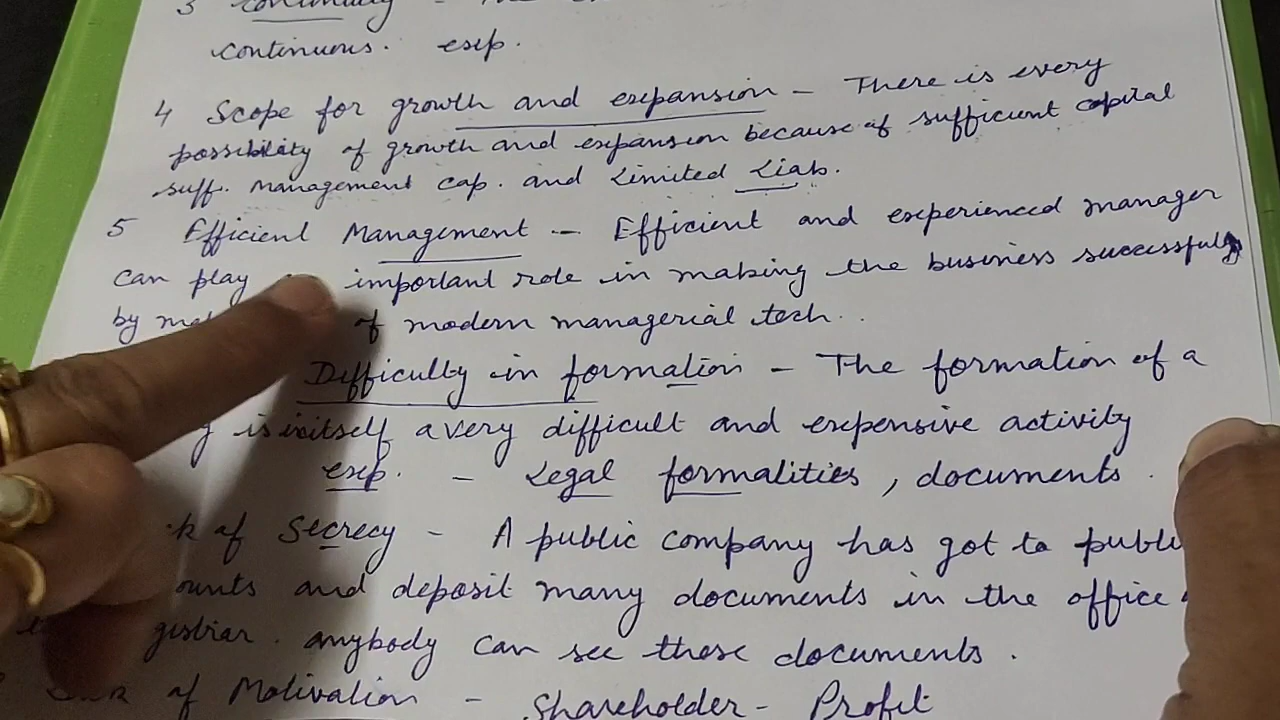 3 continuity -
continuous. exp.
4 Scope for growth and expansion - There is every
possibility of growth and expansion because of sufficient capital
suff. management cap. and Limited Liab.
5 Efficient Management - Efficient and experienced manager
can play important role in making the business successfully
by of modern managerial tech..
Difficulty in formation - The formation of a
is initself a very difficult and expensive activity
exp. - Legal formalities, documents.
of Secrecy - A public company has got to
and deposit many documents in the office
anybody can see these documents.
of Motivation - Shareholder - Profit